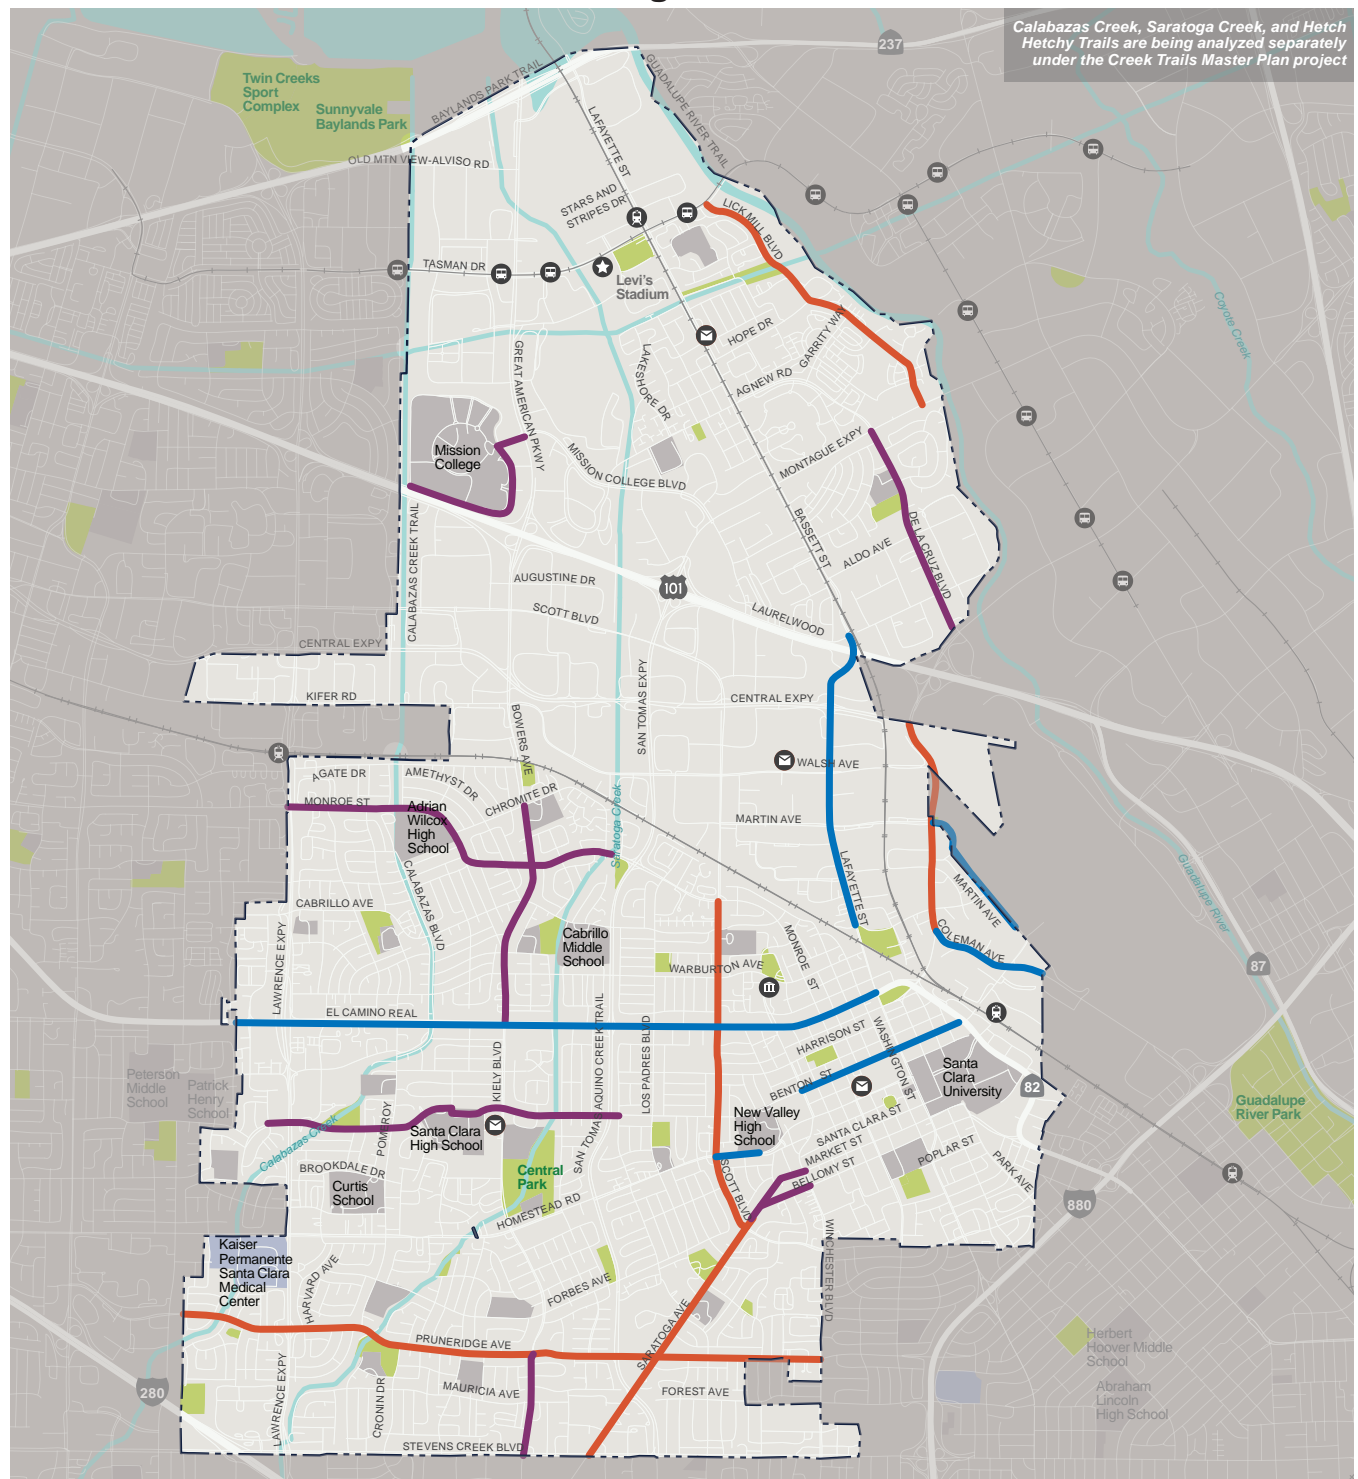 g
Calabazas Creek, Saratoga Creek, and Hetch
Hetchy Trails are being analyzed separately
under the Creek Trails Master Plan project
237
Twin Creeks
Sport
Complex
Sunnyvale
Baylands Park
BAYLANDS PARK TRAIL
GUADALUPE RIVER TRAIL
LAFAYETTE ST
OLD MTN VIEW-ALVISO RD
STARS AND
STRIPES DR
LICK MILL BLVD
TASMAN DR
Levi's
Stadium
Coyote Creek
HOPE DR
GARRITY WAY
GREAT AMERICAN PKWY
LAKESHORE DR
AGNEW RD
Mission
College
MISSION COLLEGE BLVD
MONTAGUE EXPY
CALABAZAS CREEK TRAIL
BASSETT ST
DE LA CRUZ BLVD
ALDO AVE
AUGUSTINE DR
101
SCOTT BLVD
LAURELWOOD
CENTRAL EXPY
KIFER RD
SAN TOMAS EXPY
CENTRAL EXPY
BOWERS AVE
WALSH AVE
AGATE DR
AMETHYST DR
CHROMITE DR
MONROE ST
Adrian
Wilcox
High
School
Saratoga Creek
MARTIN AVE
LAFAYETTE ST
CALABAZAS BLVD
MARTIN AVE
Guadalupe River
CABRILLO AVE
LAWRENCE EXPY
Cabrillo
Middle
School
MONROE ST
COLEMAN AVE
WARBURTON AVE
87
EL CAMINO REAL
SAN TOMAS AQUINO CREEK TRAIL
LOS PADRES BLVD
KIELY BLVD
HARRISON ST
WASHINGTON ST
BENTON ST
Santa
Clara
University
82
Peterson
Middle
School
Patrick
Henry
School
Guadalupe
River Park
POMEROY
Santa Clara
High School
New Valley
High
School
SANTA CLARA ST
MARKET ST
BELLOMY ST
POPLAR ST
PARK AVE
Calabazas Creek
BROOKDALE DR
Curtis
School
Central
Park
SCOTT BLVD
HOMESTEAD RD
880
WINCHESTER BLVD
Kaiser
Permanente
Santa Clara
Medical
Center
HARVARD AVE
FORBES AVE
SARATOGA AVE
PRUNERIDGE AVE
Herbert
Hoover Middle
School
Abraham
Lincoln
High School
280
LAWRENCE EXPY
CRONIN DR
MAURICIA AVE
FOREST AVE
STEVENS CREEK BLVD